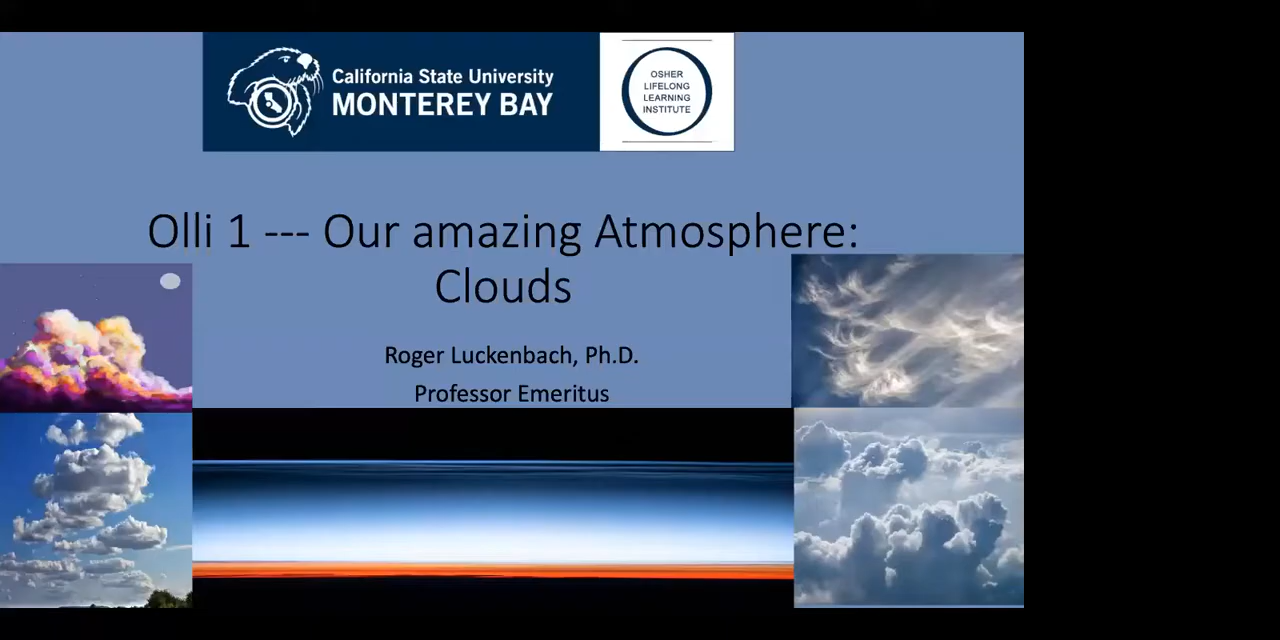 California State University
MONTEREY BAY
OSHER
LIFELONG
LEARNING
INSTITUTE
Olli 1 --- Our amazing Atmosphere:
Clouds
Roger Luckenbach, Ph.D.
Professor Emeritus